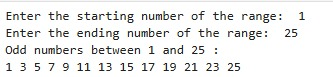 Enter the starting number of the range:  1
Enter the ending number of the range:  25
Odd numbers between 1 and 25 :
1 3 5 7 9 11 13 15 17 19 21 23 25